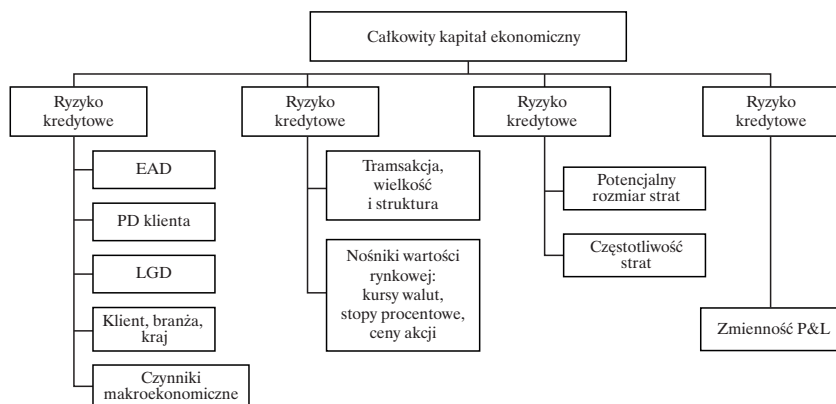 Całkowity kapitał ekonomiczny
Ryzyko
kredytowe
EAD
PD klienta
LGD
Klient, branża,
kraj
Czynniki
makroekonomiczne
Ryzyko
kredytowe
Tramsakcja,
wielkość
i struktura
Nośniki wartości
rynkowej:
kursy walut,
stopy procentowe,
ceny akcji
Ryzyko
kredytowe
Potencjalny
rozmiar strat
Częstotliwość
strat
Ryzyko
kredytowe
Zmienność P&L